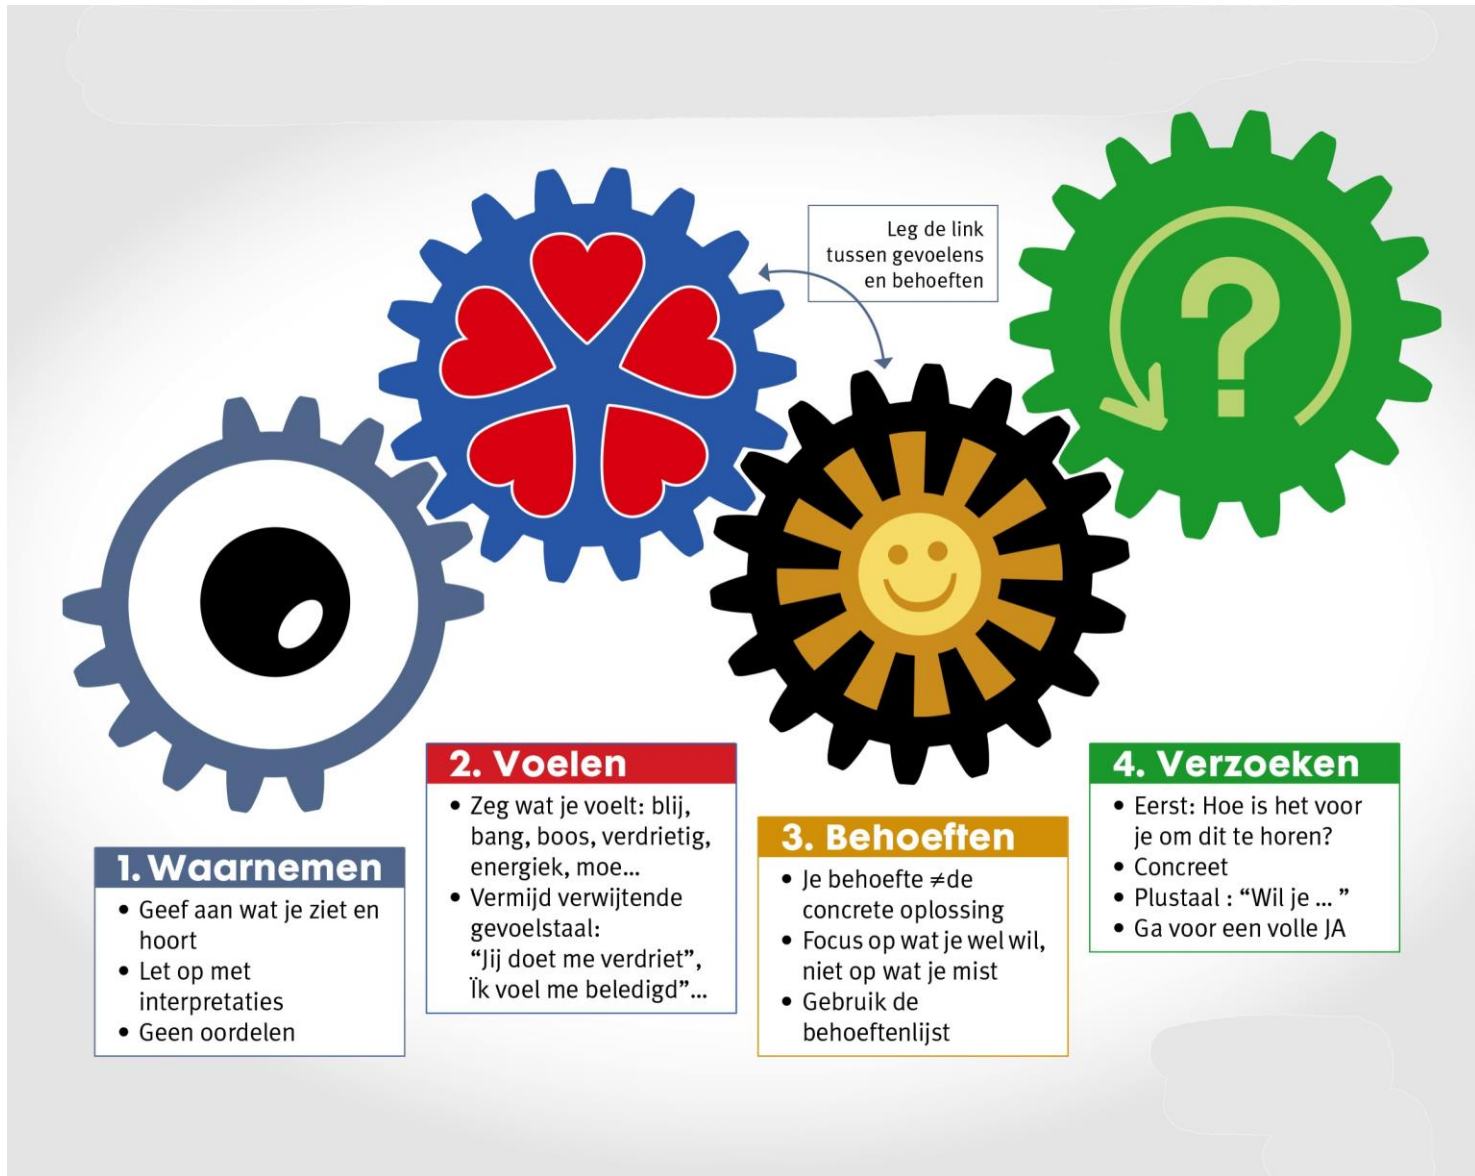 Leg de link
tussen gevoelens
en behoeften
1. Waarnemen
• Geef aan wat je ziet en
hoort
• Let op met
interpretaties
• Geen oordelen
2. Voelen
• Zeg wat je voelt: blij,
bang, boos, verdrietig,
energiek, moe...
• Vermijd verwijtende
gevoelstaal:
“Jij doet me verdriet”,
Ïk voel me beledigd”...
3. Behoeften
• Je behoefte ≠de
concrete oplossing
• Focus op wat je wel wil,
niet op wat je mist
• Gebruik de
behoeftenlijst
4. Verzoeken
• Eerst: Hoe is het voor
je om dit te horen?
• Concreet
• Plustaal : “Wil je ... ”
• Ga voor een volle JA
?